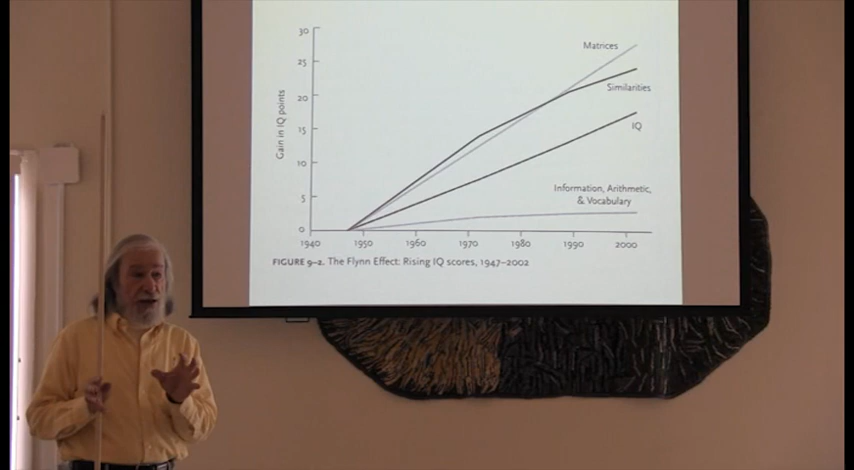 30
Matrices
25
Similarities
20
Gain in IQ points
IQ
15
10
Information, Arithmetic,
& Vocabulary
5
0
1940 1950 1960 1970 1980 1990 2000
FIGURE 9–2. The Flynn Effect: Rising IQ scores, 1947–2002